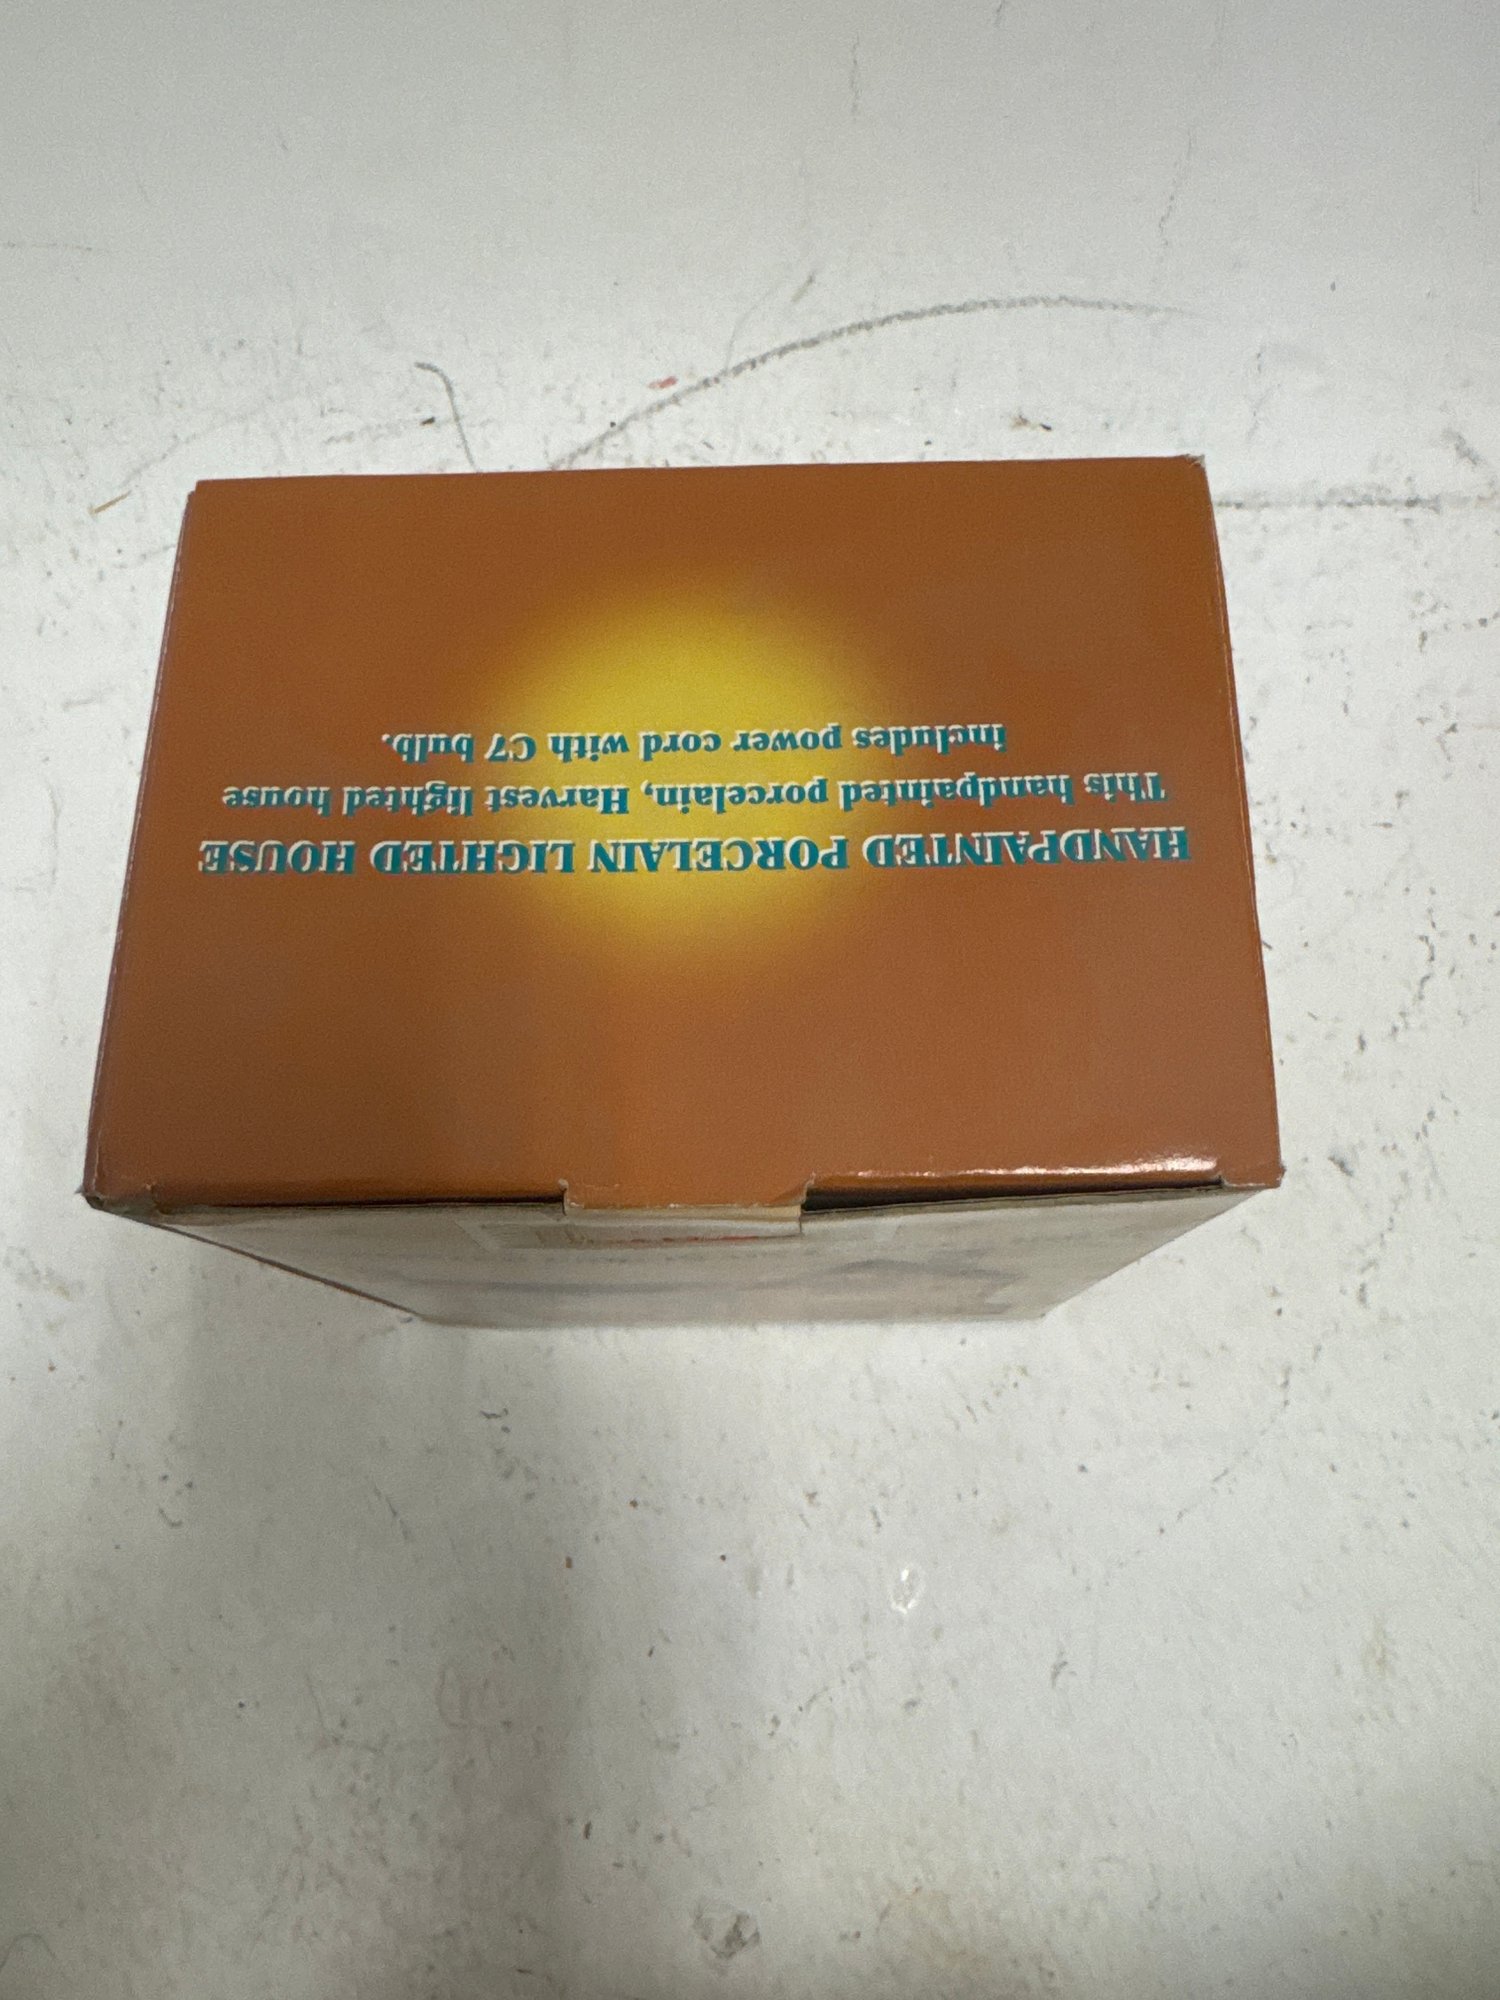 HANDPAINTED PORCELAIN LIGHTED HOUSE
This handpainted porcelain, Harvest lighted house
includes power cord with C7 bulb.